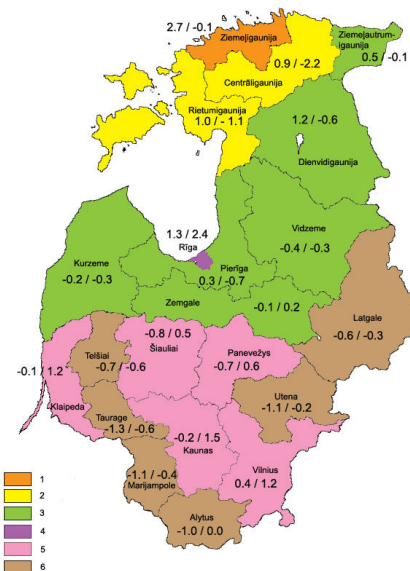 2.7 / -0.1
Ziemeļigaunija
Ziemeļautrum-
igaunija
0.5 / -0.1
0.9 / -2.2
Centrāligaunija
Rietumigaunija
1.0 / - 1.1
1.2 / -0.6
Dienvidigaunija
1.3 / 2.4
Rīga
Vidzeme
-0.4 / -0.3
Kurzeme
-0.2 / -0.3
Pierīga
0.3 / -0.7
Zemgale
-0.1 / 0.2
Latgale
-0.6 / -0.3
-0.8 / 0.5
Šiauliai
Telšiai
-0.7 / -0.6
Panevežys
-0.7 / 0.6
-0.1 / 1.2
Klaipeda
Utena
-1.1 / -0.2
Taurage
-1.3 / -0.6
-0.2 / 1.5
Kaunas
-1.1 / -0.4
Marijampole
Vilnius
0.4 / 1.2
Alytus
-1.0 / 0.0
1
2
3
4
5
6